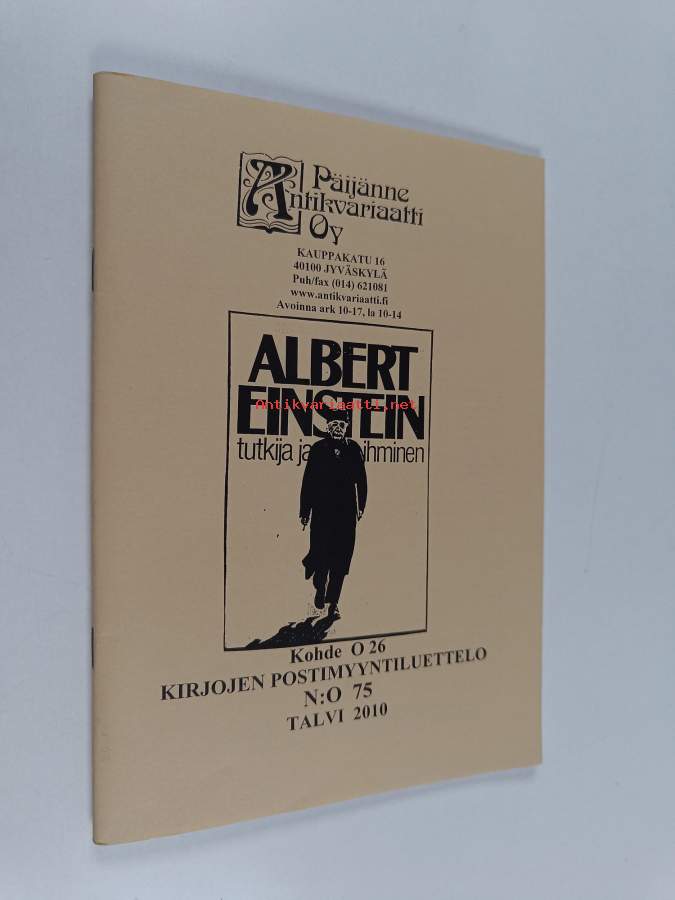 Päijänne
Antikvariaatti
Oy
KAUPPAKATU 16
40100 JYVÄSKYLÄ
Puh/fax (014) 621081
www.antikvariaatti.fi
Avoinna ark 10-17, la 10-14
ALBERT
EINSTEIN
Antikvariaatti.net
tutkija ja ihminen
Kohde O 26
KIRJOJEN POSTIMYYNTILUETTELO
N:O 75
TALVI 2010